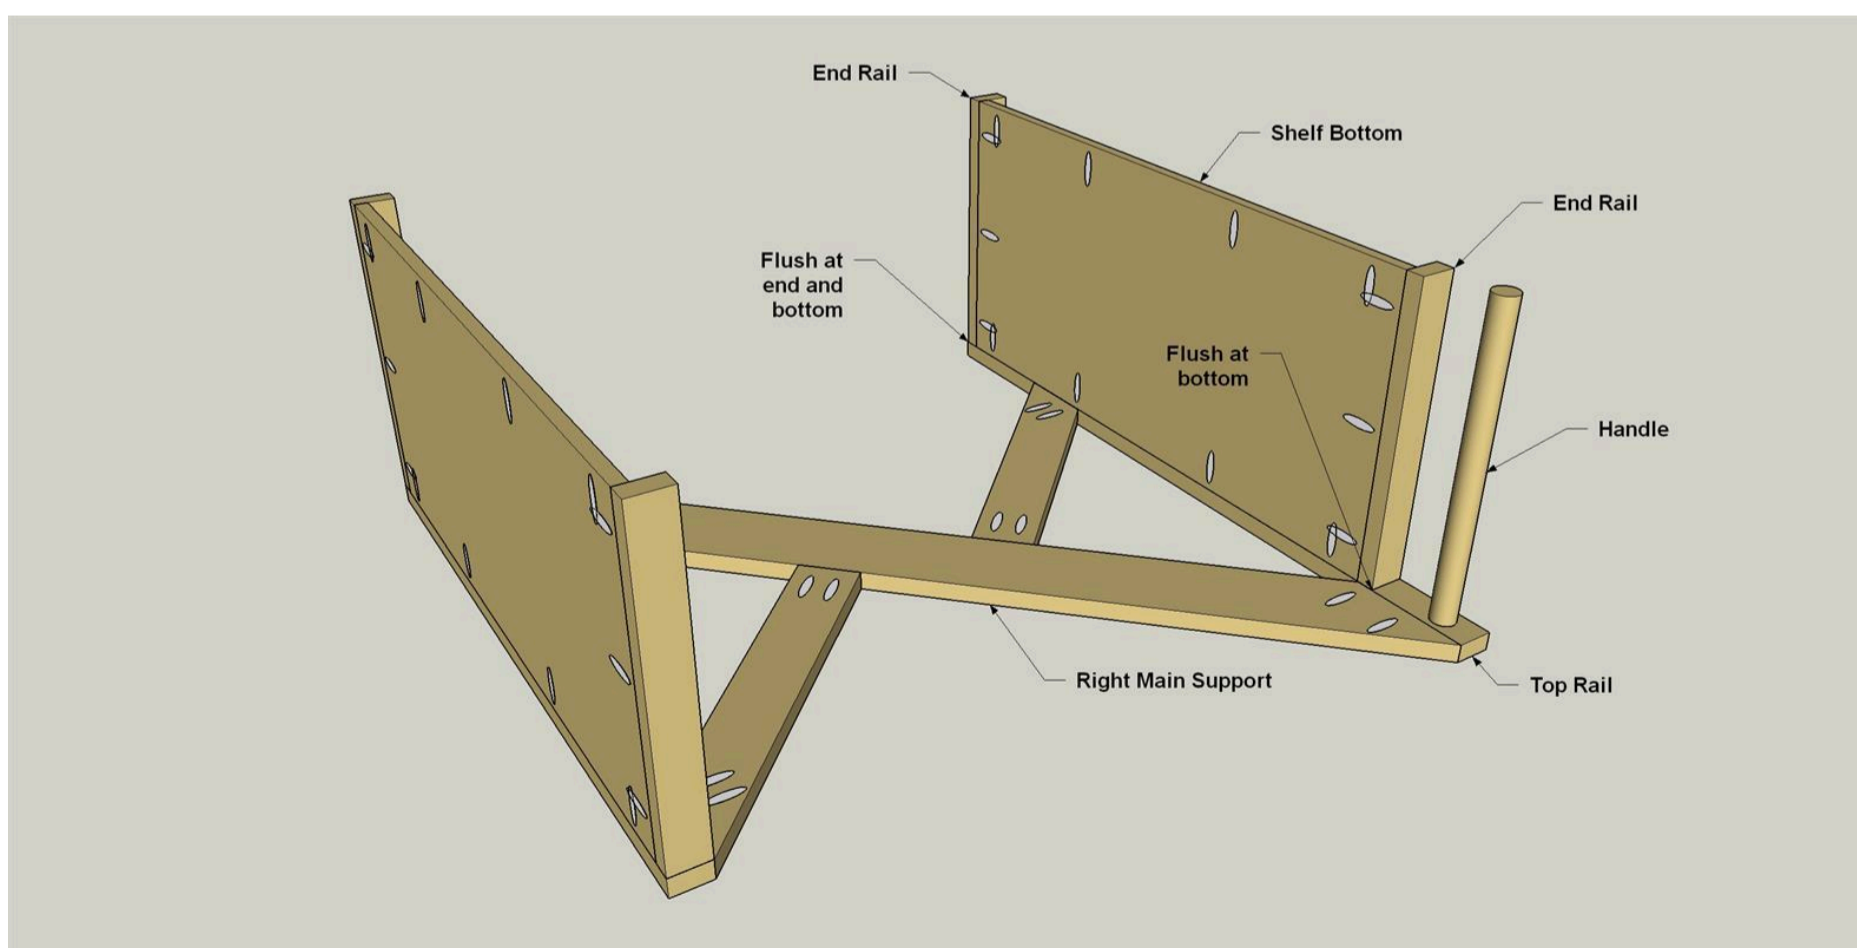 End Rail
Shelf Bottom
End Rail
Flush at
end and
bottom
Flush at
bottom
Handle
Right Main Support
Top Rail